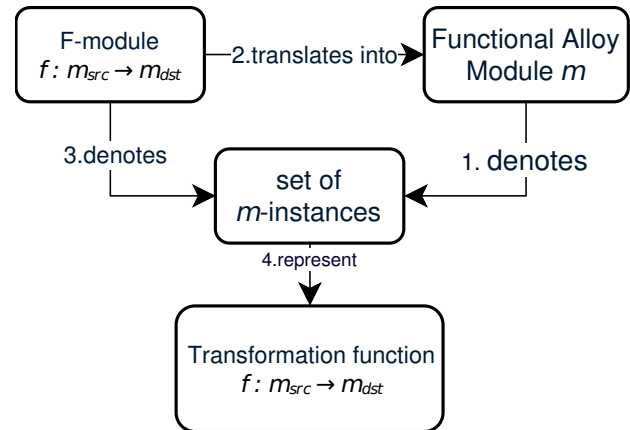 F-module
f: m_src → m_dst
2.translates into
Functional Alloy
Module m
3.denotes
1. denotes
set of
m-instances
4.represent
Transformation function
f: m_src → m_dst